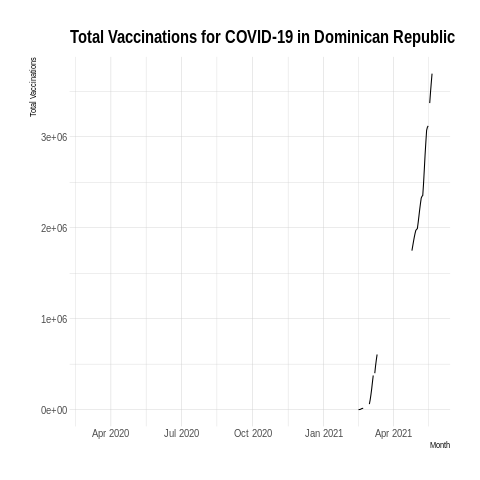 Total Vaccinations for COVID-19 in Dominican Republic
Total Vaccinations
3e+06
2e+06
1e+06
0e+00
Apr 2020 Jul 2020 Oct 2020 Jan 2021 Apr 2021
Month